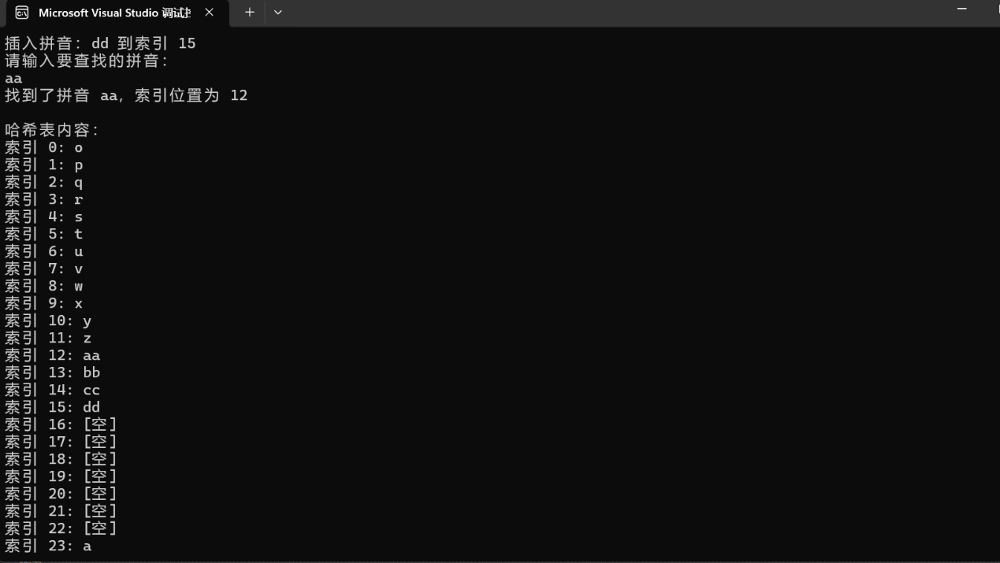 Microsoft Visual Studio 调试控
插入拼音: dd 到索引 15
请输入要查找的拼音:
aa
找到了拼音 aa, 索引位置为 12
哈希表内容:
索引 0: o
索引 1: p
索引 2: q
索引 3: r
索引 4: s
索引 5: t
索引 6: u
索引 7: v
索引 8: w
索引 9: x
索引 10: y
索引 11: z
索引 12: aa
索引 13: bb
索引 14: cc
索引 15: dd
索引 16: [空]
索引 17: [空]
索引 18: [空]
索引 19: [空]
索引 20: [空]
索引 21: [空]
索引 22: [空]
索引 23: a